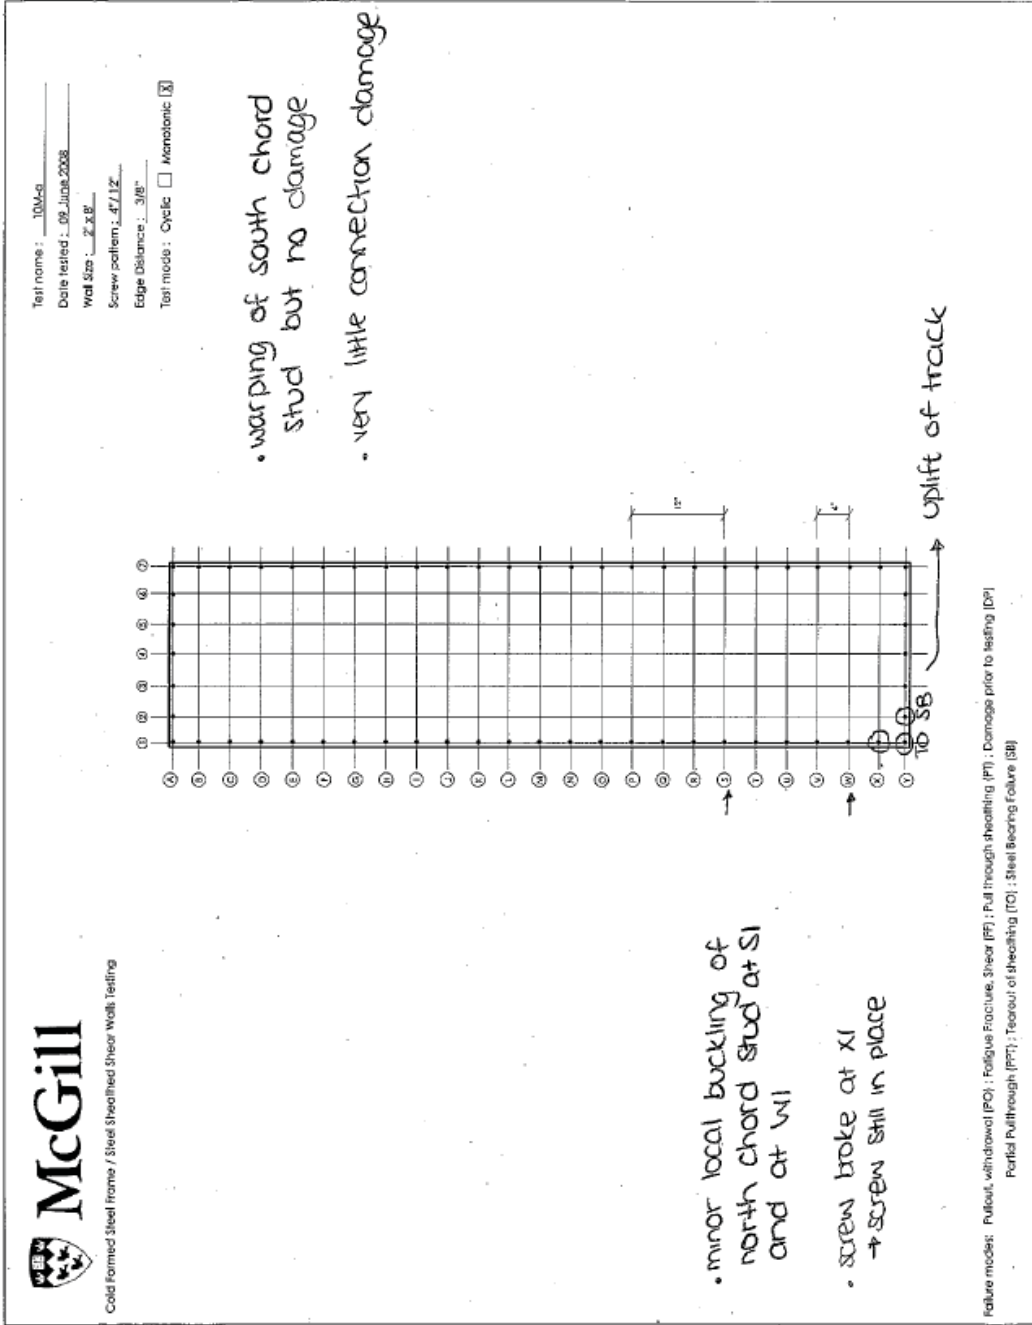 McGill
Cold Formed Steel Frame / Steel Sheathed Shear Walls Testing
Test name : 10M-a
Date tested : 09 June 2008
Wall Size : 2' x 8'
Screw pattern : 4"/12"
Edge Distance : 3/8"
Test mode : Cyclic ☐ Monotonic ☒
• warping of south chord
stud but no damage
• very little connection damage
1 2 3 4 5 6 7
A
B
C
D
E
F
G
H
I
J
K
L
M
N
O
P
Q
R
S
T
U
V
W
X
Y
12"
TO SB
→ uplift of track
• minor local buckling of
north chord stud at S1
and at W1
• screw broke at X1
→ screw still in place
Failure modes: Pullout, withdrawal (PO) ; Fatigue Fracture, Shear (FF) ; Pull through sheathing (PT) ; Damage prior to testing (DP)
Partial Pullthrough (PPT) ; Tearout of sheathing (TO) ; Steel Bearing Failure (SB)